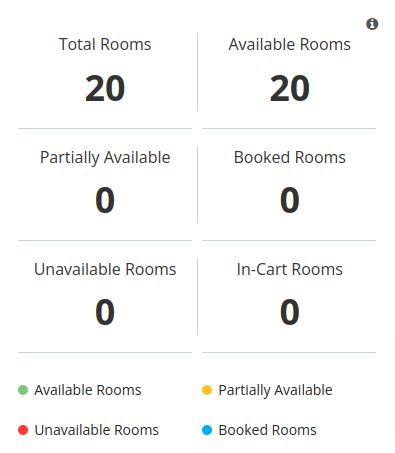 Total Rooms
Available Rooms
20
20
Partially Available
Booked Rooms
0
0
Unavailable Rooms
In-Cart Rooms
0
0
Available Rooms
Partially Available
Unavailable Rooms
Booked Rooms